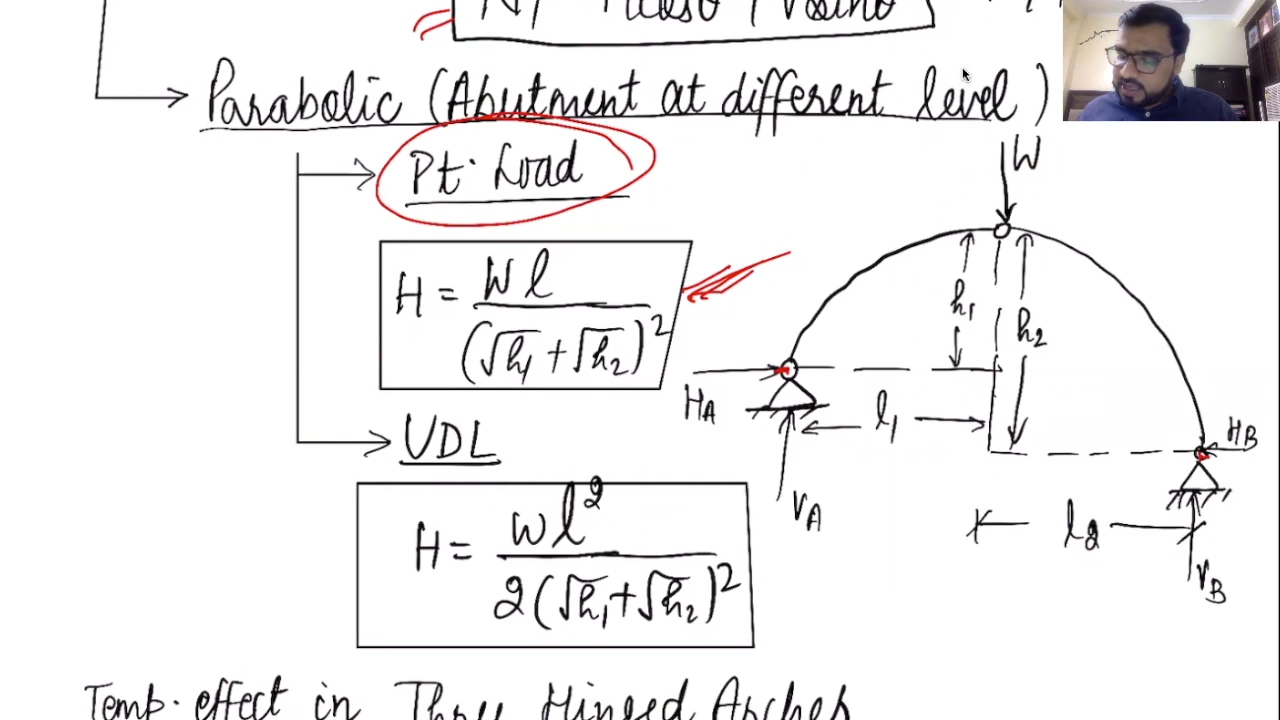 Parabolic (Abutment at different level)
Pt. Load
W
H = Wl / (√h₁ + √h₂)²
h₁
h₂
HA
l₁
HB
UDL
VA
l₂
VB
H = wl² / 2(√h₁ + √h₂)²
Temp. effect in Three Hinged Arches